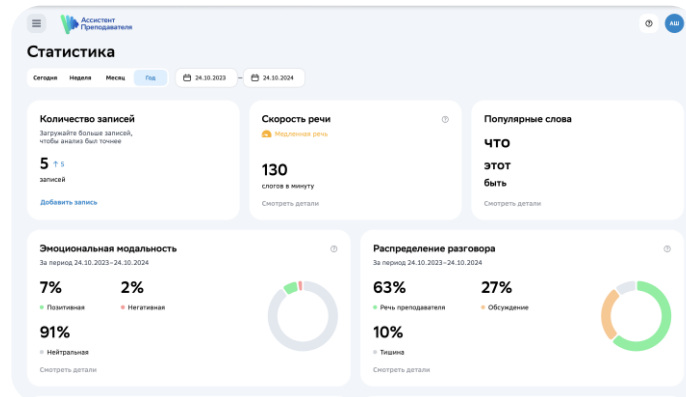 Ассистент
Преподавателя
?
АШ
Статистика
Сегодня Неделя Месяц Год 24.10.2023 – 24.10.2024
Количество записей
Загружайте больше записей,
чтобы анализ был точнее
5 ↑ 5
записей
Добавить запись
Скорость речи ?
Медленная речь
130
слогов в минуту
Смотреть детали
Популярные слова
что
этот
быть
Смотреть детали
Эмоциональная модальность ?
За период 24.10.2023–24.10.2024
7% 2%
Позитивная Негативная
91%
Нейтральная
Смотреть детали
Распределение разговора ?
За период 24.10.2023–24.10.2024
63% 27%
Речь преподавателя Обсуждение
10%
Тишина
Смотреть детали